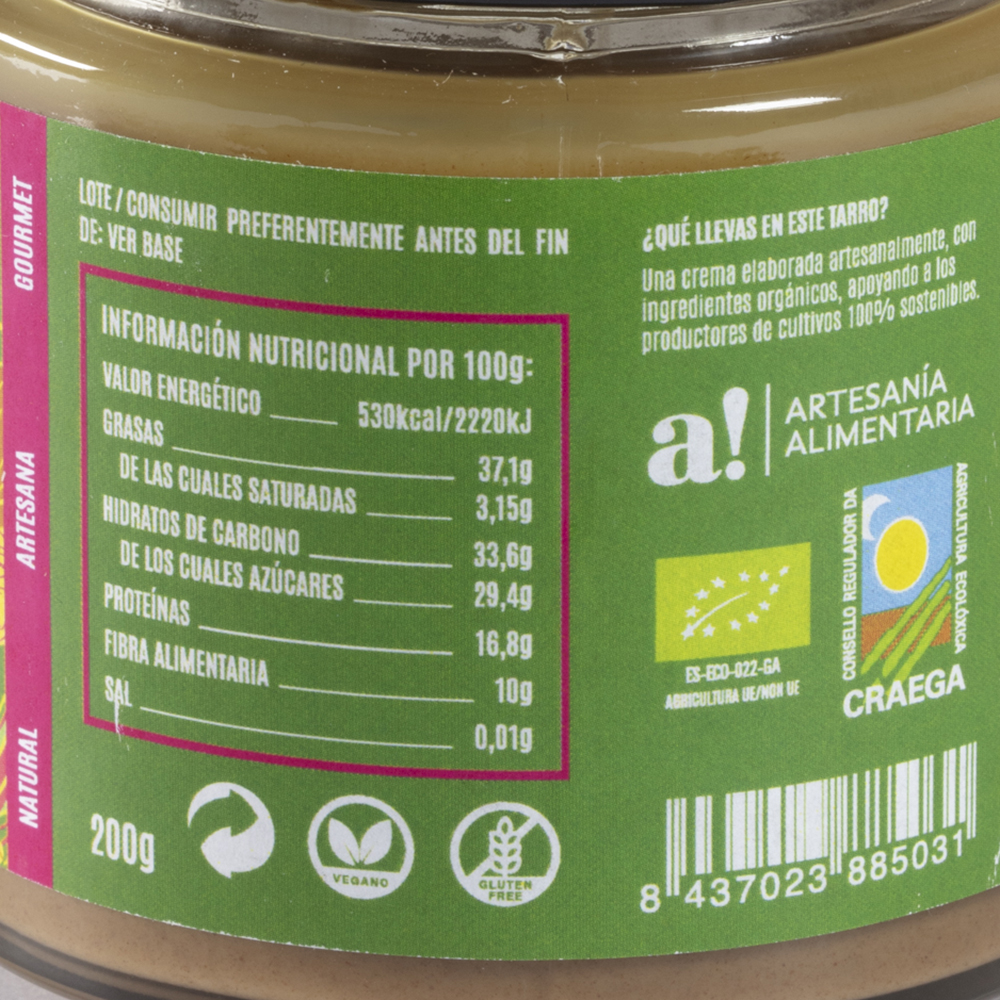 GOURMET
ARTESANA
NATURAL
LOTE / CONSUMIR PREFERENTEMENTE ANTES DEL FIN
DE: VER BASE
INFORMACIÓN NUTRICIONAL POR 100g:
VALOR ENERGÉTICO 530kcal/2220kJ
GRASAS 37,1g
DE LAS CUALES SATURADAS 3,15g
HIDRATOS DE CARBONO 33,6g
DE LOS CUALES AZÚCARES 29,4g
PROTEÍNAS 16,8g
FIBRA ALIMENTARIA 10g
SAL 0,01g
200g
VEGANO
GLUTEN
FREE
¿QUÉ LLEVAS EN ESTE TARRO?
Una crema elaborada artesanalmente, con
ingredientes orgánicos, apoyando a los
productores de cultivos 100% sostenibles.
a!
ARTESANÍA
ALIMENTARIA
ES-ECO-022-GA
AGRICULTURA UE/NON UE
CONSELLO REGULADOR DA
AGRICULTURA ECOLÓXICA
CRAEGA
8 437023 885031